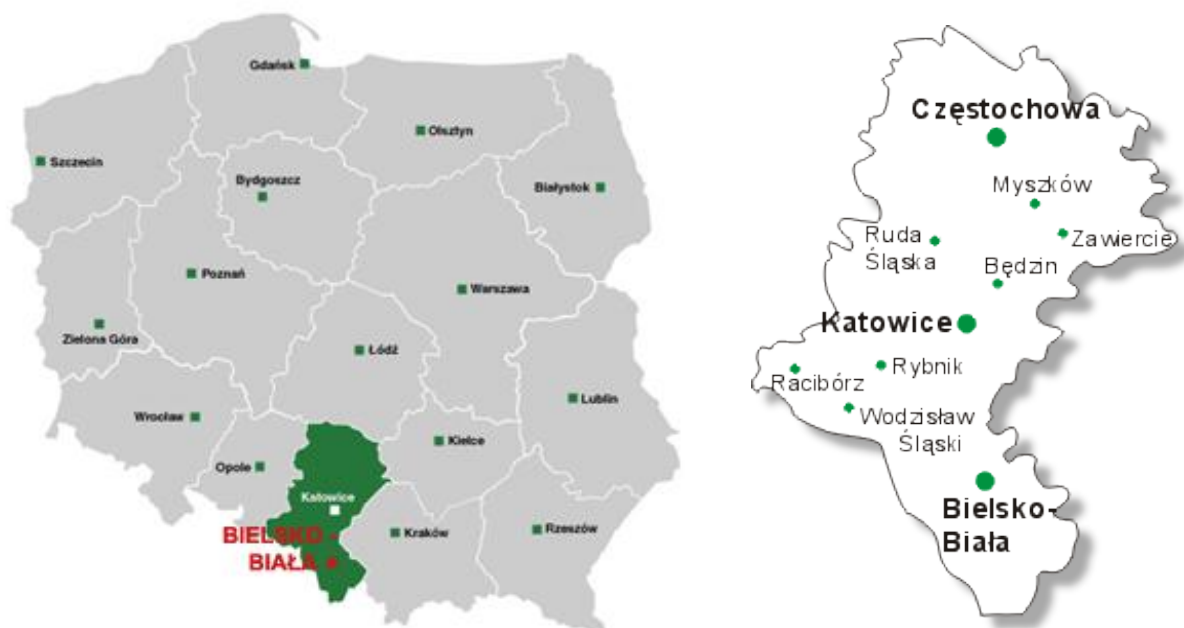 Gdańsk
Olsztyn
Szczecin
Bydgoszcz
Białystok
Poznań
Warszawa
Zielona Góra
Łódź
Wrocław
Lublin
Kielce
Opole
Katowice
BIELSKO -
BIAŁA
Kraków
Rzeszów
Częstochowa
Myszków
Ruda
Śląska
Zawiercie
Będzin
Katowice
Racibórz
Rybnik
Wodzisław
Śląski
Bielsko-
Biała